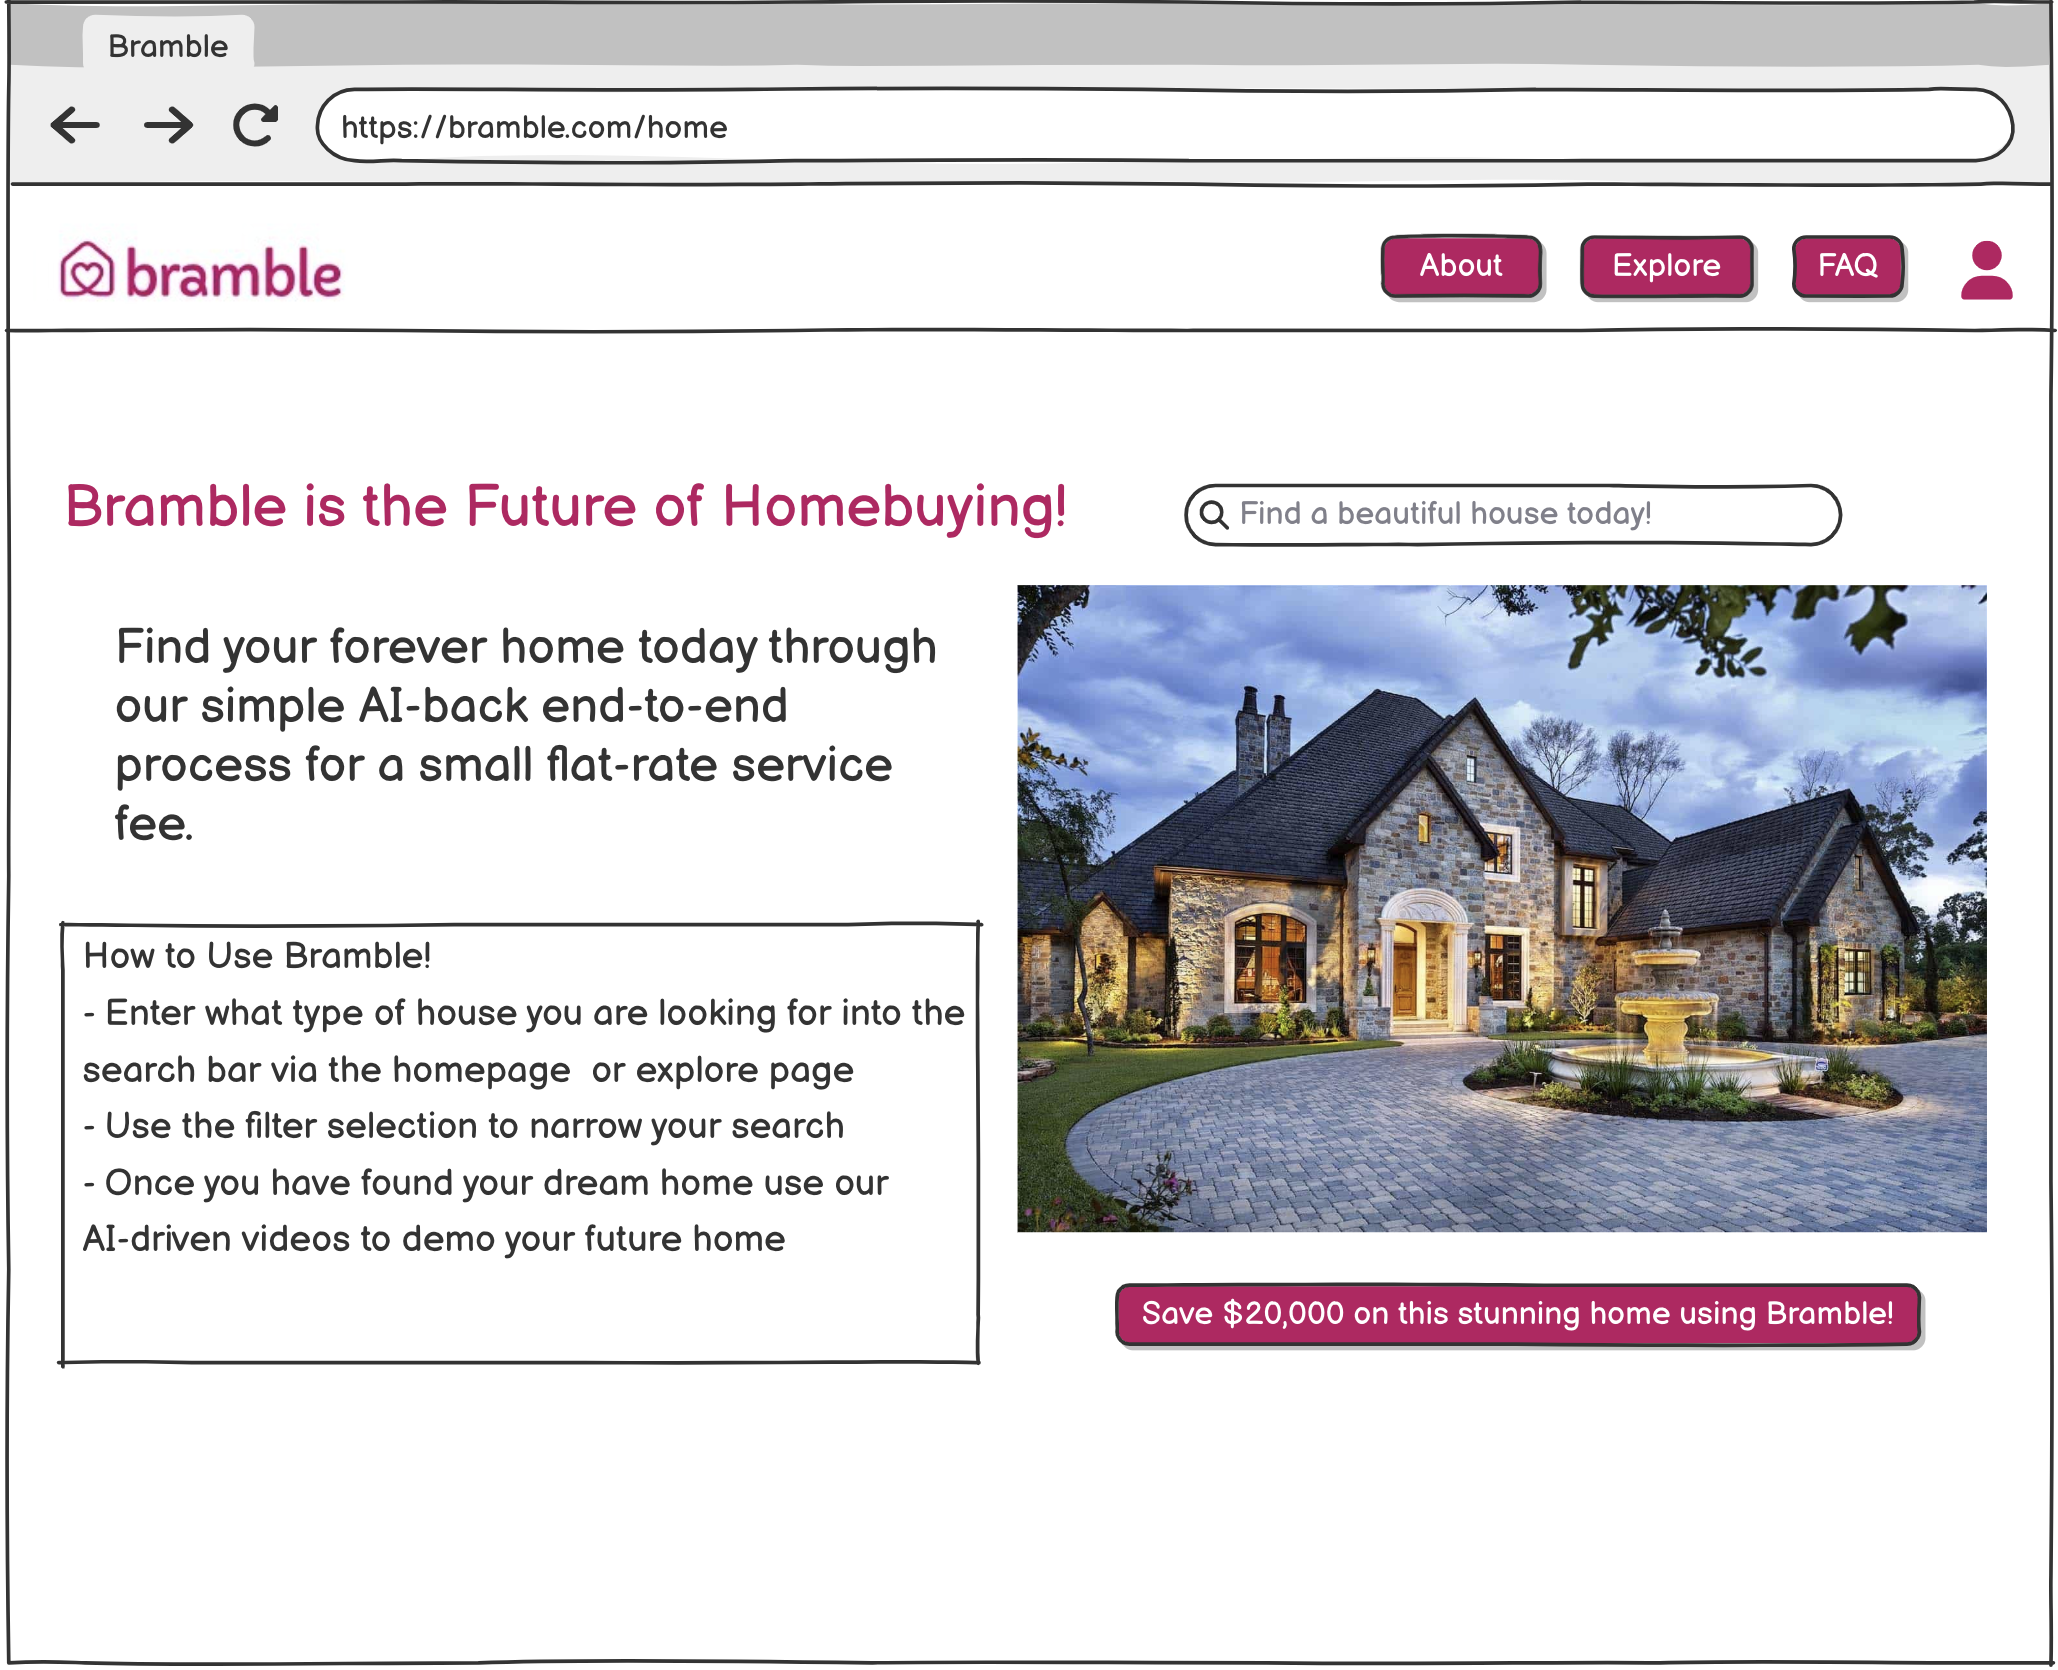 Bramble
https://bramble.com/home
bramble
About
Explore
FAQ
Bramble is the Future of Homebuying!
Find a beautiful house today!
Find your forever home today through
our simple AI-back end-to-end
process for a small flat-rate service
fee.
How to Use Bramble!
- Enter what type of house you are looking for into the
search bar via the homepage  or explore page
- Use the filter selection to narrow your search
- Once you have found your dream home use our
AI-driven videos to demo your future home
Save $20,000 on this stunning home using Bramble!